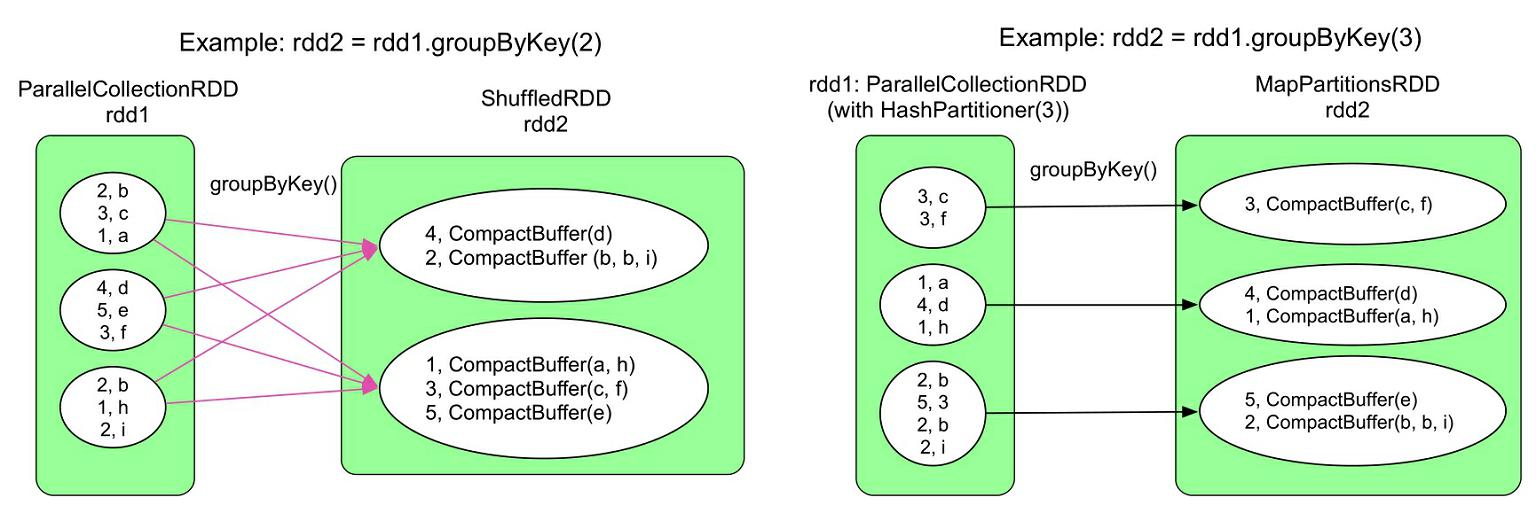 Example: rdd2 = rdd1.groupByKey(2)
ParallelCollectionRDD
rdd1
ShuffledRDD
rdd2
groupByKey()
2, b
3, c
1, a
4, d
5, e
3, f
2, b
1, h
2, i
4, CompactBuffer(d)
2, CompactBuffer (b, b, i)
1, CompactBuffer(a, h)
3, CompactBuffer(c, f)
5, CompactBuffer(e)
Example: rdd2 = rdd1.groupByKey(3)
rdd1: ParallelCollectionRDD
(with HashPartitioner(3))
MapPartitionsRDD
rdd2
groupByKey()
3, c
3, f
1, a
4, d
1, h
2, b
5, 3
2, b
2, i
3, CompactBuffer(c, f)
4, CompactBuffer(d)
1, CompactBuffer(a, h)
5, CompactBuffer(e)
2, CompactBuffer(b, b, i)